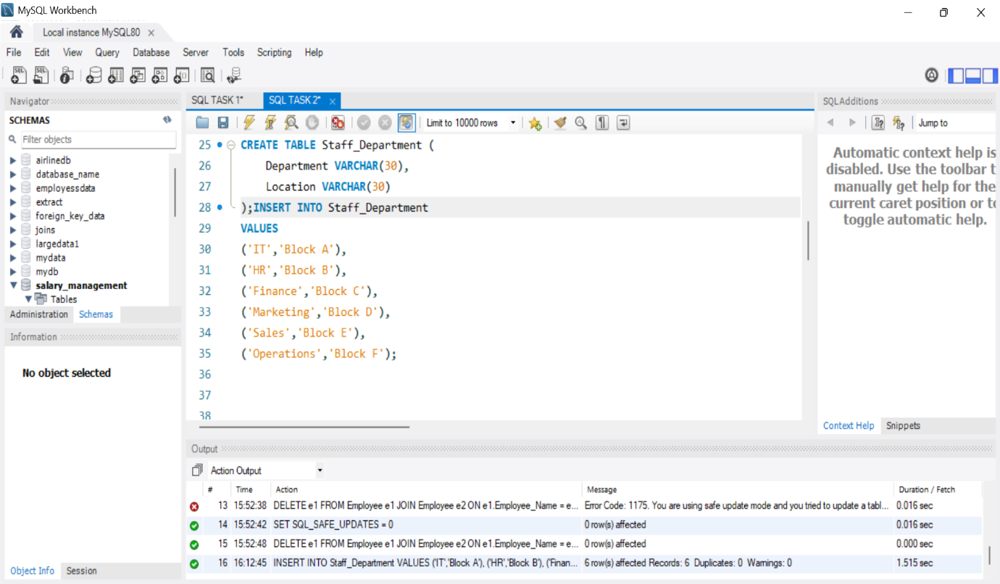 MySQL Workbench
Local instance MySQL80
File Edit View Query Database Server Tools Scripting Help
Navigator
SCHEMAS
Filter objects
airlinedb
database_name
employessdata
extract
foreign_key_data
joins
largedata1
mydata
mydb
salary_management
Tables
Administration Schemas
Information
No object selected
Object Info Session
SQL TASK 1* SQL TASK 2*
Limit to 10000 rows
25 CREATE TABLE Staff_Department (
26 Department VARCHAR(30),
27 Location VARCHAR(30)
28 );INSERT INTO Staff_Department
29 VALUES
30 ('IT','Block A'),
31 ('HR','Block B'),
32 ('Finance','Block C'),
33 ('Marketing','Block D'),
34 ('Sales','Block E'),
35 ('Operations','Block F');
36
37
38
SQLAdditions
Jump to
Automatic context help is
disabled. Use the toolbar t
manually get help for the
current caret position or to
toggle automatic help.
Context Help Snippets
Output
Action Output
# Time Action Message Duration / Fetch
13 15:52:38 DELETE e1 FROM Employee e1 JOIN Employee e2 ON e1.Employee_Name = e... Error Code: 1175. You are using safe update mode and you tried to update a tabl... 0.016 sec
14 15:52:42 SET SQL_SAFE_UPDATES = 0 0 row(s) affected 0.016 sec
15 15:52:48 DELETE e1 FROM Employee e1 JOIN Employee e2 ON e1.Employee_Name = e... 0 row(s) affected 0.000 sec
16 16:12:45 INSERT INTO Staff_Department VALUES ('IT','Block A'), ('HR','Block B'), ('Finan... 6 row(s) affected Records: 6 Duplicates: 0 Warnings: 0 1.515 sec